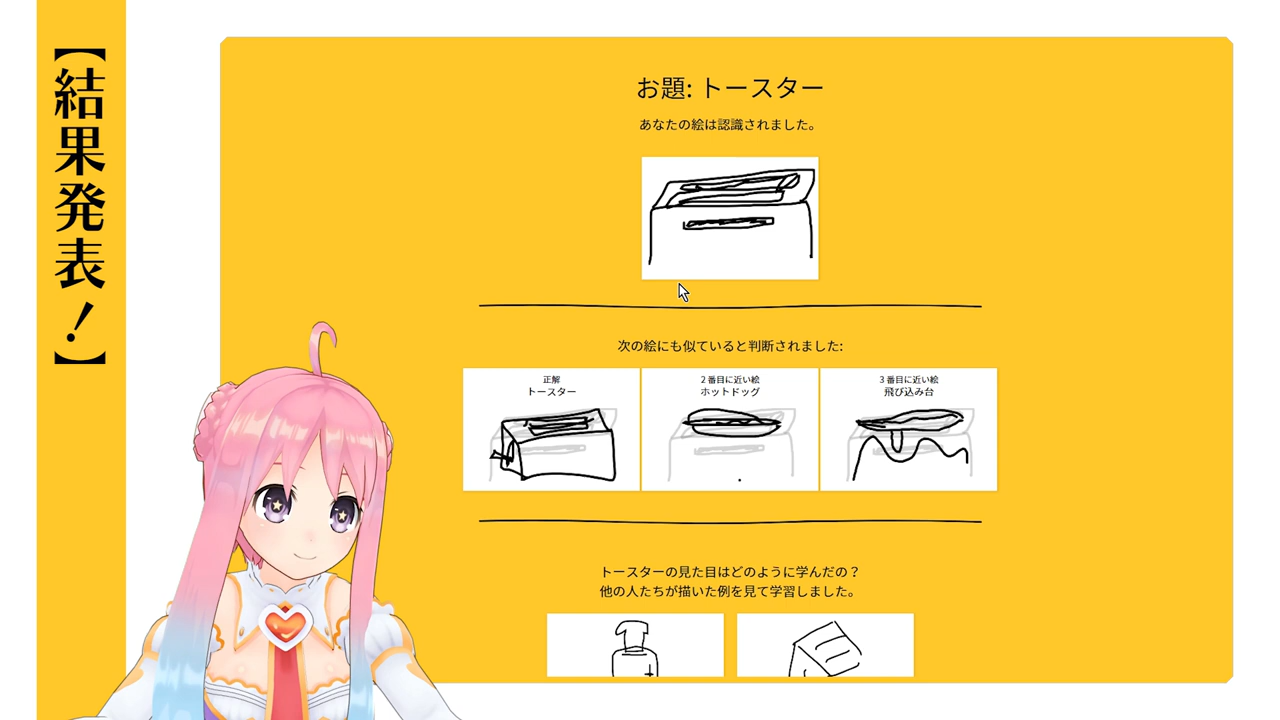 【結果発表！】
お題: トースター
あなたの絵は認識されました。
次の絵にも似ていると判断されました:
正解
トースター
2番目に近い絵
ホットドッグ
3番目に近い絵
飛び込み台
トースターの見た目はどのように学んだの？
他の人たちが描いた例を見て学習しました。